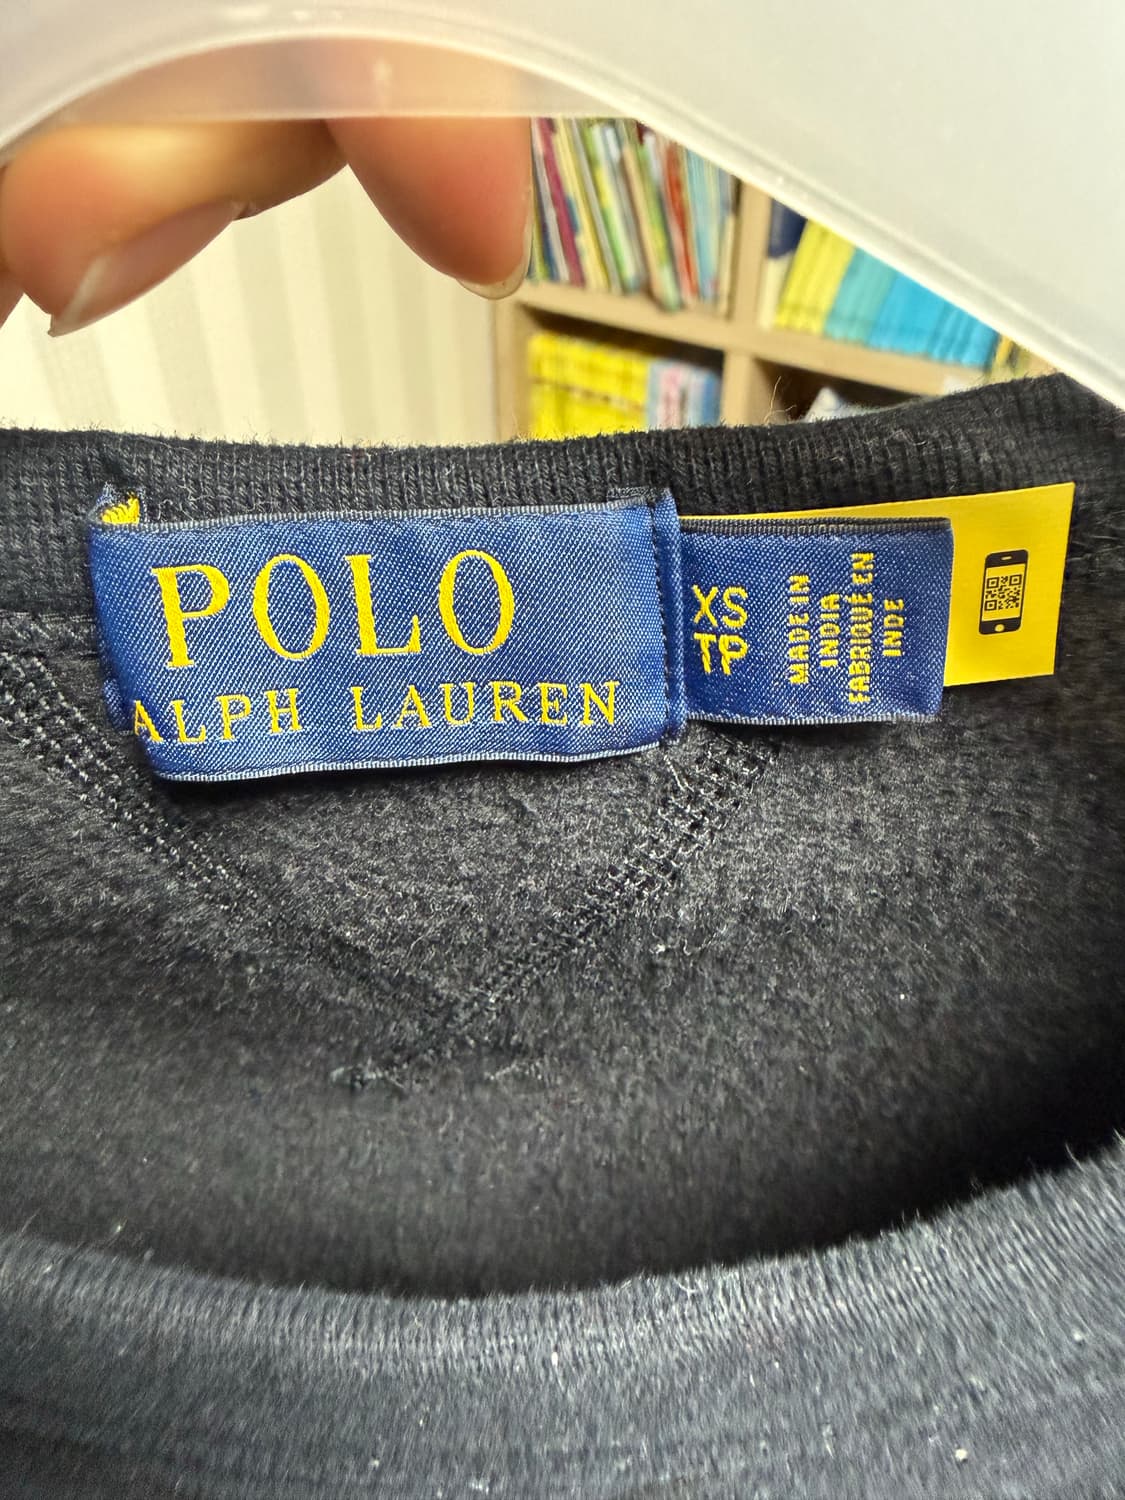 POLO
ALPH LAUREN
XS
TP
MADE IN
INDIA
FABRIQUÉ EN
INDE